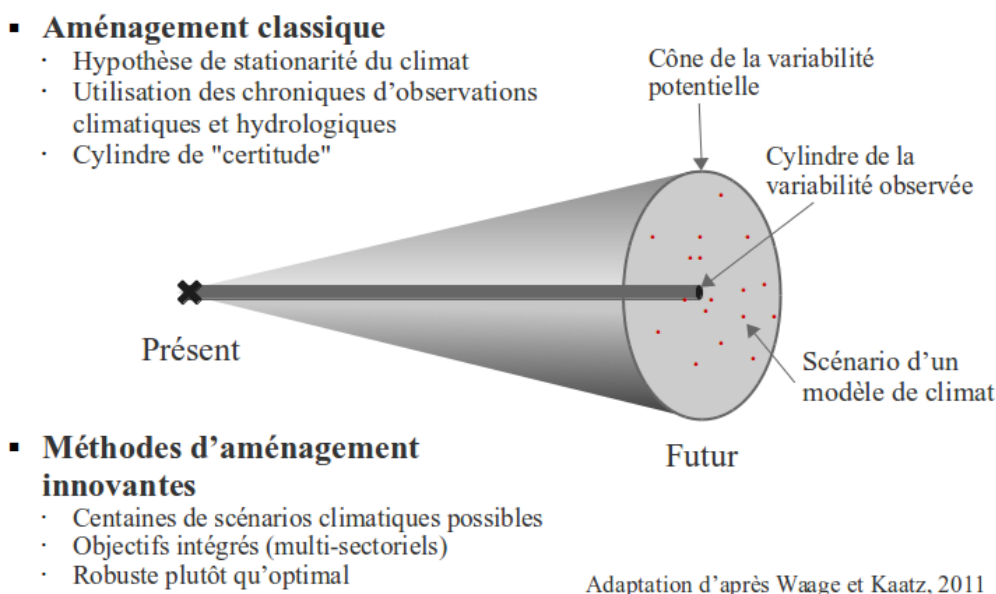 ▪ Aménagement classique
· Hypothèse de stationarité du climat
· Utilisation des chroniques d'observations
climatiques et hydrologiques
· Cylindre de "certitude"
Cône de la variabilité
potentielle
Cylindre de la
variabilité observée
Présent
Scénario d'un
modèle de climat
Futur
▪ Méthodes d'aménagement
innovantes
· Centaines de scénarios climatiques possibles
· Objectifs intégrés (multi-sectoriels)
· Robuste plutôt qu'optimal
Adaptation d'après Waage et Kaatz, 2011